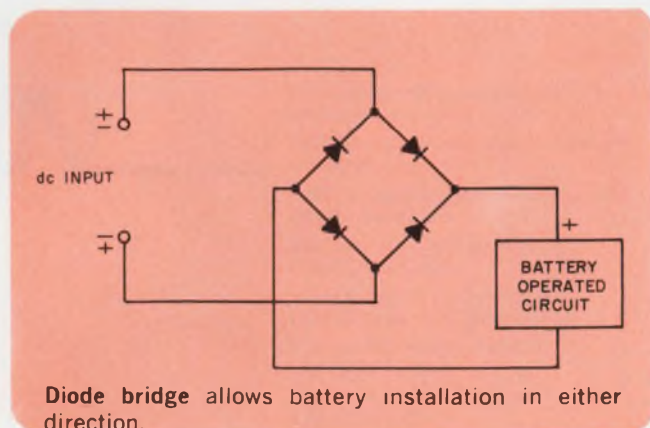 +
−
dc INPUT
−
+
+
BATTERY
OPERATED
CIRCUIT
Diode bridge allows battery installation in either
direction.